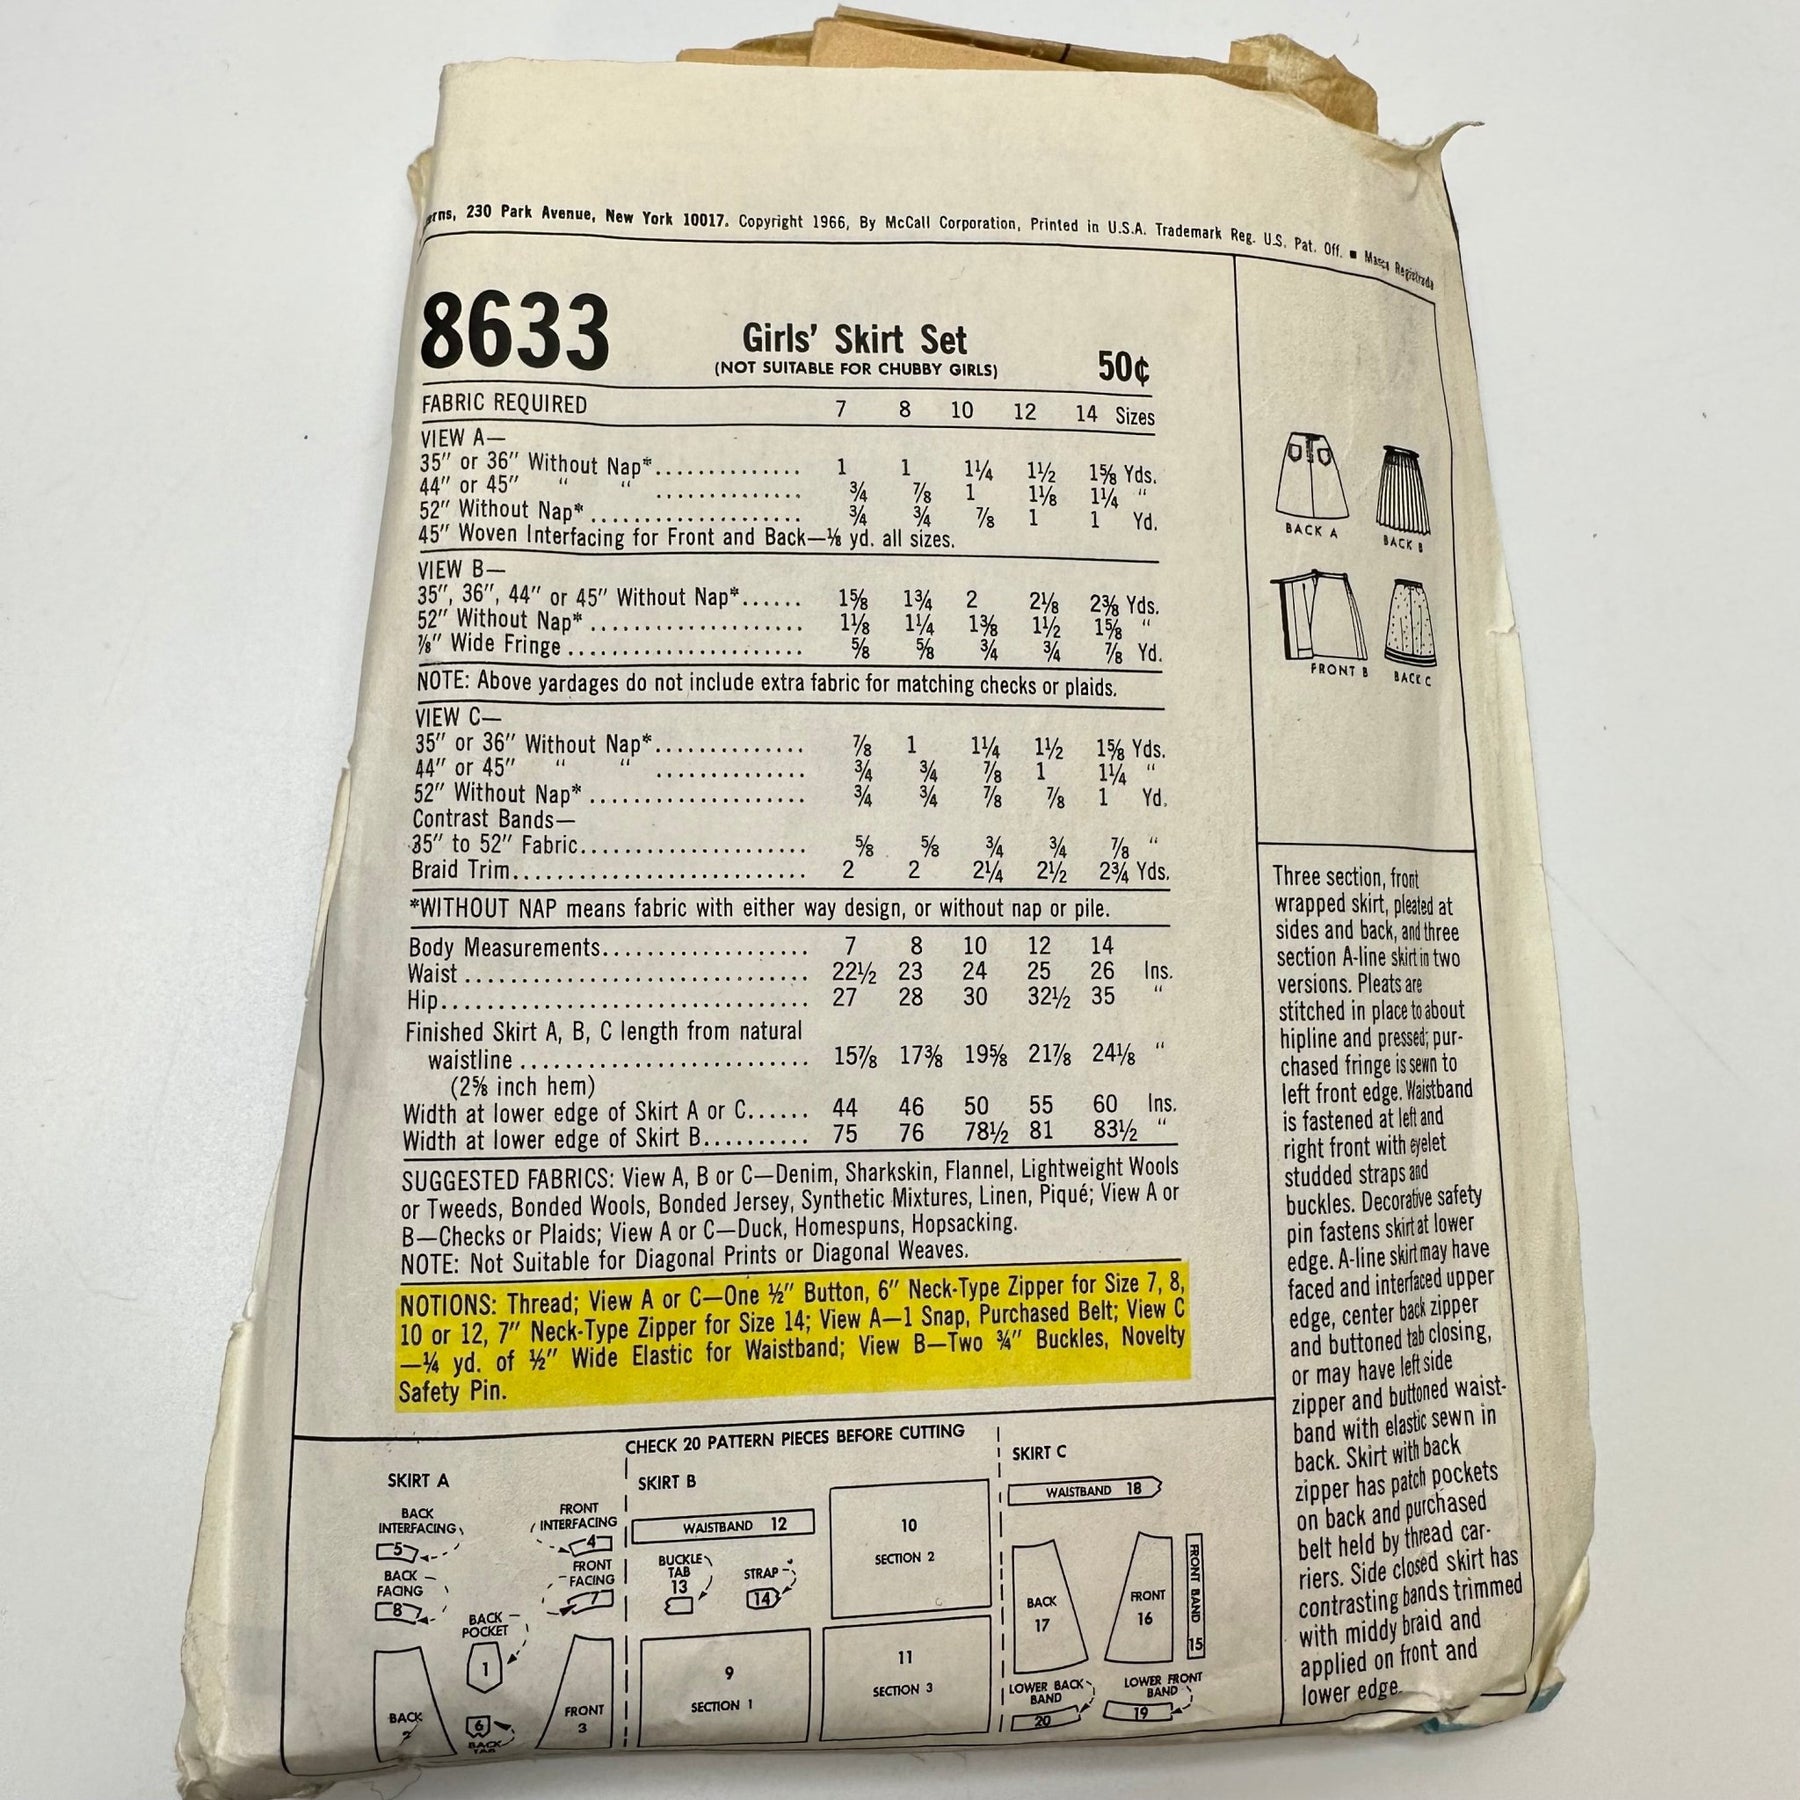 erns, 230 Park Avenue, New York 10017. Copyright 1966, By McCall Corporation, Printed in U.S.A. Trademark Reg. U.S. Pat. Off. ■ Marca Registrada
8633
Girls' Skirt Set
(NOT SUITABLE FOR CHUBBY GIRLS)
50¢
FABRIC REQUIRED 7 8 10 12 14 Sizes
VIEW A—
35" or 36" Without Nap*.............. 1 1 1¼ 1½ 1⅝ Yds.
44" or 45" " " .............. ¾ ⅞ 1 1⅛ 1¼ "
52" Without Nap*.................... ¾ ¾ ⅞ 1 1 Yd.
45" Woven Interfacing for Front and Back—⅛ yd. all sizes.
VIEW B—
35", 36", 44" or 45" Without Nap*...... 1⅝ 1¾ 2 2⅛ 2⅜ Yds.
52" Without Nap*.................... 1⅛ 1¼ 1⅜ 1½ 1⅝ "
⅞" Wide Fringe...................... ⅝ ⅝ ¾ ¾ ⅞ Yd.
NOTE: Above yardages do not include extra fabric for matching checks or plaids.
VIEW C—
35" or 36" Without Nap*.............. ⅞ 1 1¼ 1½ 1⅝ Yds.
44" or 45" " " .............. ¾ ¾ ⅞ 1 1¼ "
52" Without Nap*.................... ¾ ¾ ⅞ ⅞ 1 Yd.
Contrast Bands—
35" to 52" Fabric..................... ⅝ ⅝ ¾ ¾ ⅞ "
Braid Trim........................... 2 2 2¼ 2½ 2¾ Yds.
*WITHOUT NAP means fabric with either way design, or without nap or pile.
Body Measurements................... 7 8 10 12 14
Waist................................ 22½ 23 24 25 26 Ins.
Hip.................................. 27 28 30 32½ 35 "
Finished Skirt A, B, C length from natural
waistline........................... 15⅞ 17⅜ 19⅝ 21⅞ 24⅛ "
(2⅝ inch hem)
Width at lower edge of Skirt A or C...... 44 46 50 55 60 Ins.
Width at lower edge of Skirt B.......... 75 76 78½ 81 83½ "
SUGGESTED FABRICS: View A, B or C—Denim, Sharkskin, Flannel, Lightweight Wools
or Tweeds, Bonded Wools, Bonded Jersey, Synthetic Mixtures, Linen, Piqué; View A or
B—Checks or Plaids; View A or C—Duck, Homespuns, Hopsacking.
NOTE: Not Suitable for Diagonal Prints or Diagonal Weaves.
NOTIONS: Thread; View A or C—One ½" Button, 6" Neck-Type Zipper for Size 7, 8,
10 or 12, 7" Neck-Type Zipper for Size 14; View A—1 Snap, Purchased Belt; View C
—¼ yd. of ½" Wide Elastic for Waistband; View B—Two ¾" Buckles, Novelty
Safety Pin.
BACK A
BACK B
FRONT B
BACK C
Three section, front
wrapped skirt, pleated at
sides and back, and three
section A-line skirt in two
versions. Pleats are
stitched in place to about
hipline and pressed; pur-
chased fringe is sewn to
left front edge. Waistband
is fastened at left and
right front with eyelet
studded straps and
buckles. Decorative safety
pin fastens skirt at lower
edge. A-line skirt may have
faced and interfaced upper
edge, center back zipper
and buttoned tab closing,
or may have left side
zipper and buttoned waist-
band with elastic sewn in
back. Skirt with back
zipper has patch pockets
on back and purchased
belt held by thread car-
riers. Side closed skirt has
contrasting bands trimmed
with middy braid and
applied on front and
lower edge.
CHECK 20 PATTERN PIECES BEFORE CUTTING
SKIRT A
BACK
INTERFACING
5
FRONT
INTERFACING
4
BACK
FACING
8
FRONT
FACING
7
BACK
POCKET
1
BACK
2
6
BACK
TAB
FRONT
3
SKIRT B
WAISTBAND 12
BUCKLE
TAB
13
STRAP
14
10
SECTION 2
9
SECTION 1
11
SECTION 3
SKIRT C
WAISTBAND 18
BACK
17
FRONT
16
FRONT BAND 15
LOWER BACK
BAND
20
LOWER FRONT
BAND
19